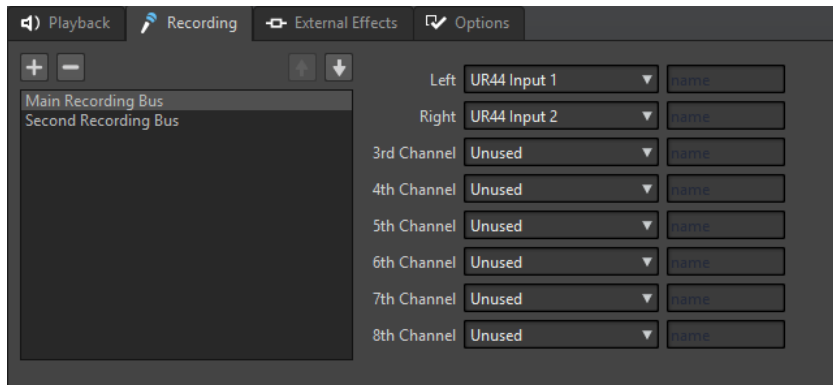 Playback Recording External Effects Options
Main Recording Bus
Second Recording Bus
Left UR44 Input 1 name
Right UR44 Input 2 name
3rd Channel Unused name
4th Channel Unused name
5th Channel Unused name
6th Channel Unused name
7th Channel Unused name
8th Channel Unused name